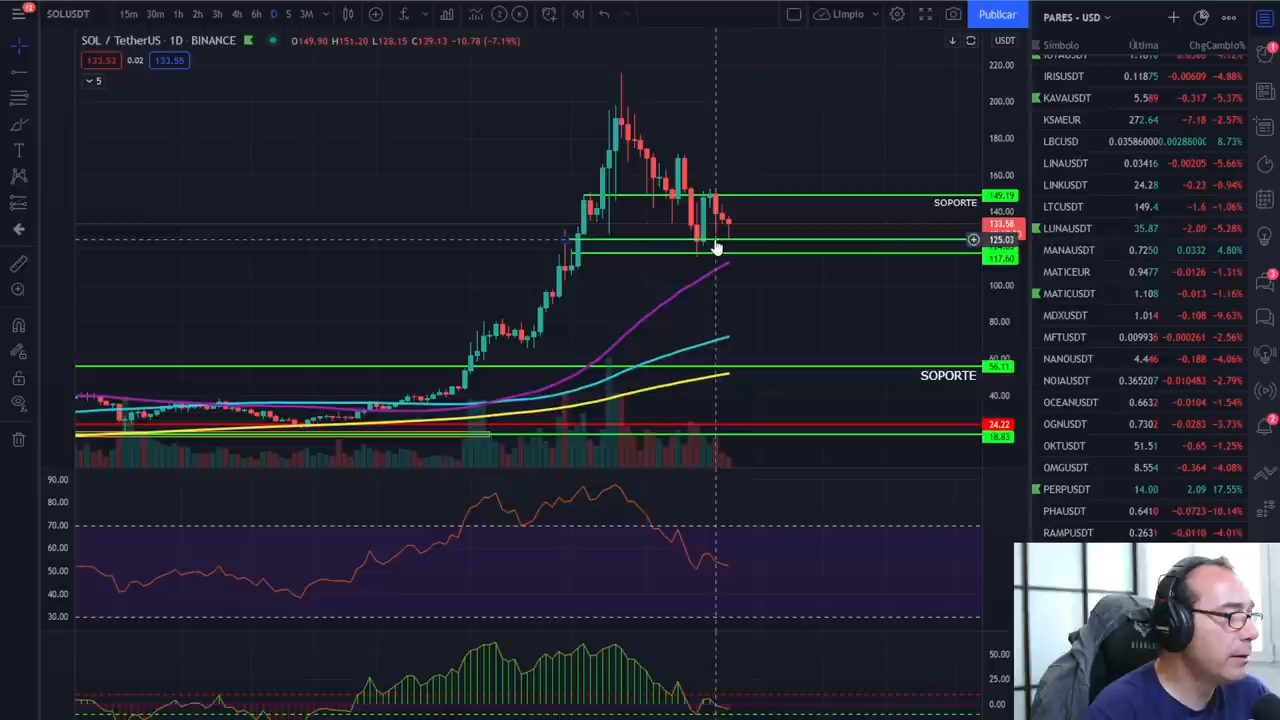 12
SOLUSDT
15m 30m 1h 2h 3h 4h 6h D S 3M
LImpio
Publicar
PARES - USD
SOL / TetherUS · 1D · BINANCE
O149.90 H151.20 L128.15 C139.13 -10.78 (-7.19%)
USDT
133.53 0.02 133.55
5
220.00
200.00
180.00
160.00
149.19
SOPORTE
140.00
133.58
125.03
117.60
100.00
80.00
60.00
56.11
SOPORTE
40.00
24.22
18.83
90.00
80.00
70.00
60.00
50.00
40.00
30.00
50.00
25.00
0.00
Símbolo Última Chg Cambio%
IRISUSDT 0.11875 -0.00609 -4.88%
KAVAUSDT 5.589 -0.317 -5.37%
KSMEUR 272.64 -7.18 -2.57%
LBCUSD 0.03586000 0.0028800 8.73%
LINAUSDT 0.03416 -0.00205 -5.66%
LINKUSDT 24.28 -0.23 -0.94%
LTCUSDT 149.4 -1.6 -1.06%
LUNAUSDT 35.87 -2.00 -5.28%
MANAUSDT 0.7250 0.0332 4.80%
MATICEUR 0.9477 -0.0126 -1.31%
MATICUSDT 1.108 -0.013 -1.16%
MDXUSDT 1.014 -0.108 -9.63%
MFTUSDT 0.009936 -0.000261 -2.56%
NANOUSDT 4.446 -0.188 -4.06%
NOIAUSDT 0.365207 -0.010483 -2.79%
OCEANUSDT 0.6632 -0.0104 -1.54%
OGNUSDT 0.7302 -0.0283 -3.73%
OKTUSDT 51.51 -0.65 -1.25%
OMGUSDT 8.554 -0.364 -4.08%
PERPUSDT 14.00 2.09 17.55%
PHAUSDT 0.6410 -0.0723 -10.14%
RAMPUSDT 0.2631 -0.0110 -4.01%
1
3
2